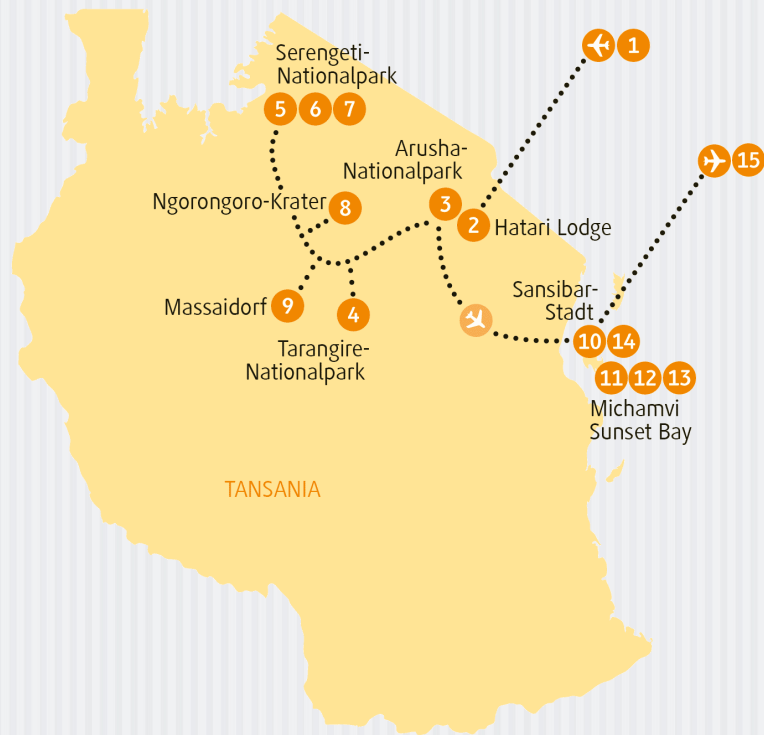 Serengeti-
Nationalpark
5 6 7
1
Arusha-
Nationalpark
3
15
Ngorongoro-Krater 8
2 Hatari Lodge
Sansibar-
Stadt
Massaidorf 9
4
Tarangire-
Nationalpark
10 14
11 12 13
Michamvi
Sunset Bay
TANSANIA